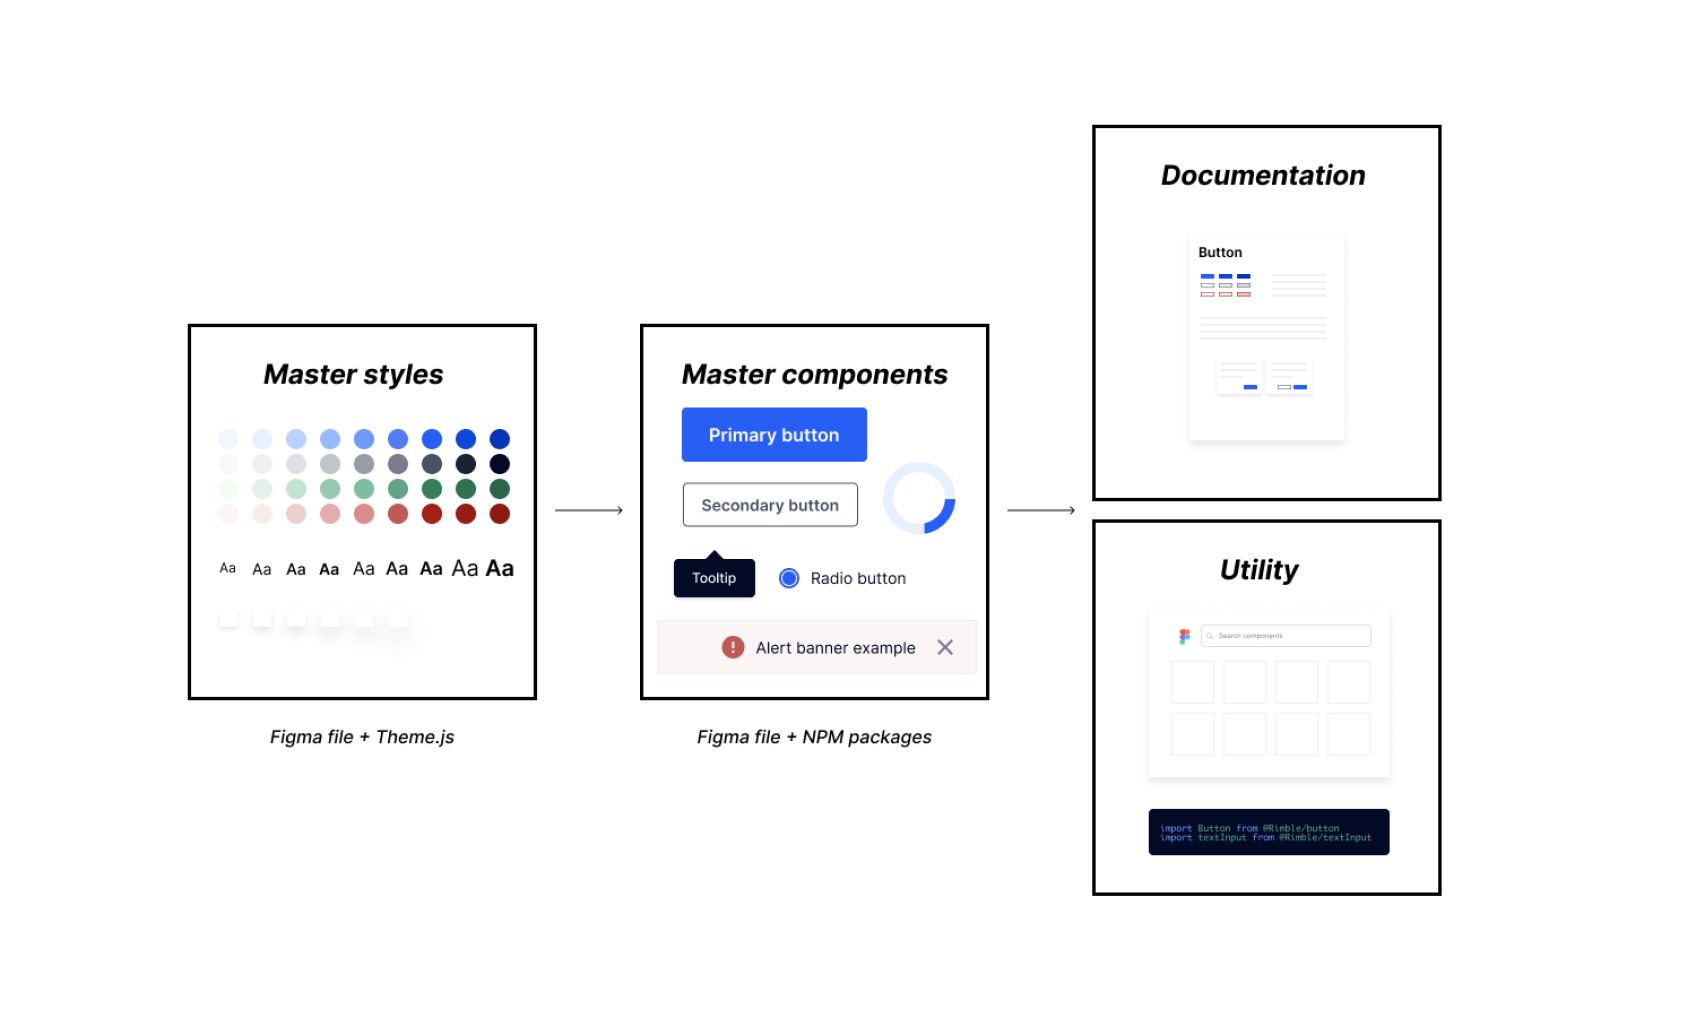 Master styles
Aa Aa Aa Aa Aa Aa Aa Aa Aa
Figma file + Theme.js
Master components
Primary button
Secondary button
Tooltip
Radio button
! Alert banner example
Figma file + NPM packages
Documentation
Button
Utility
Search components
import Button from @Rimble/button
import textInput from @Rimble/textInput